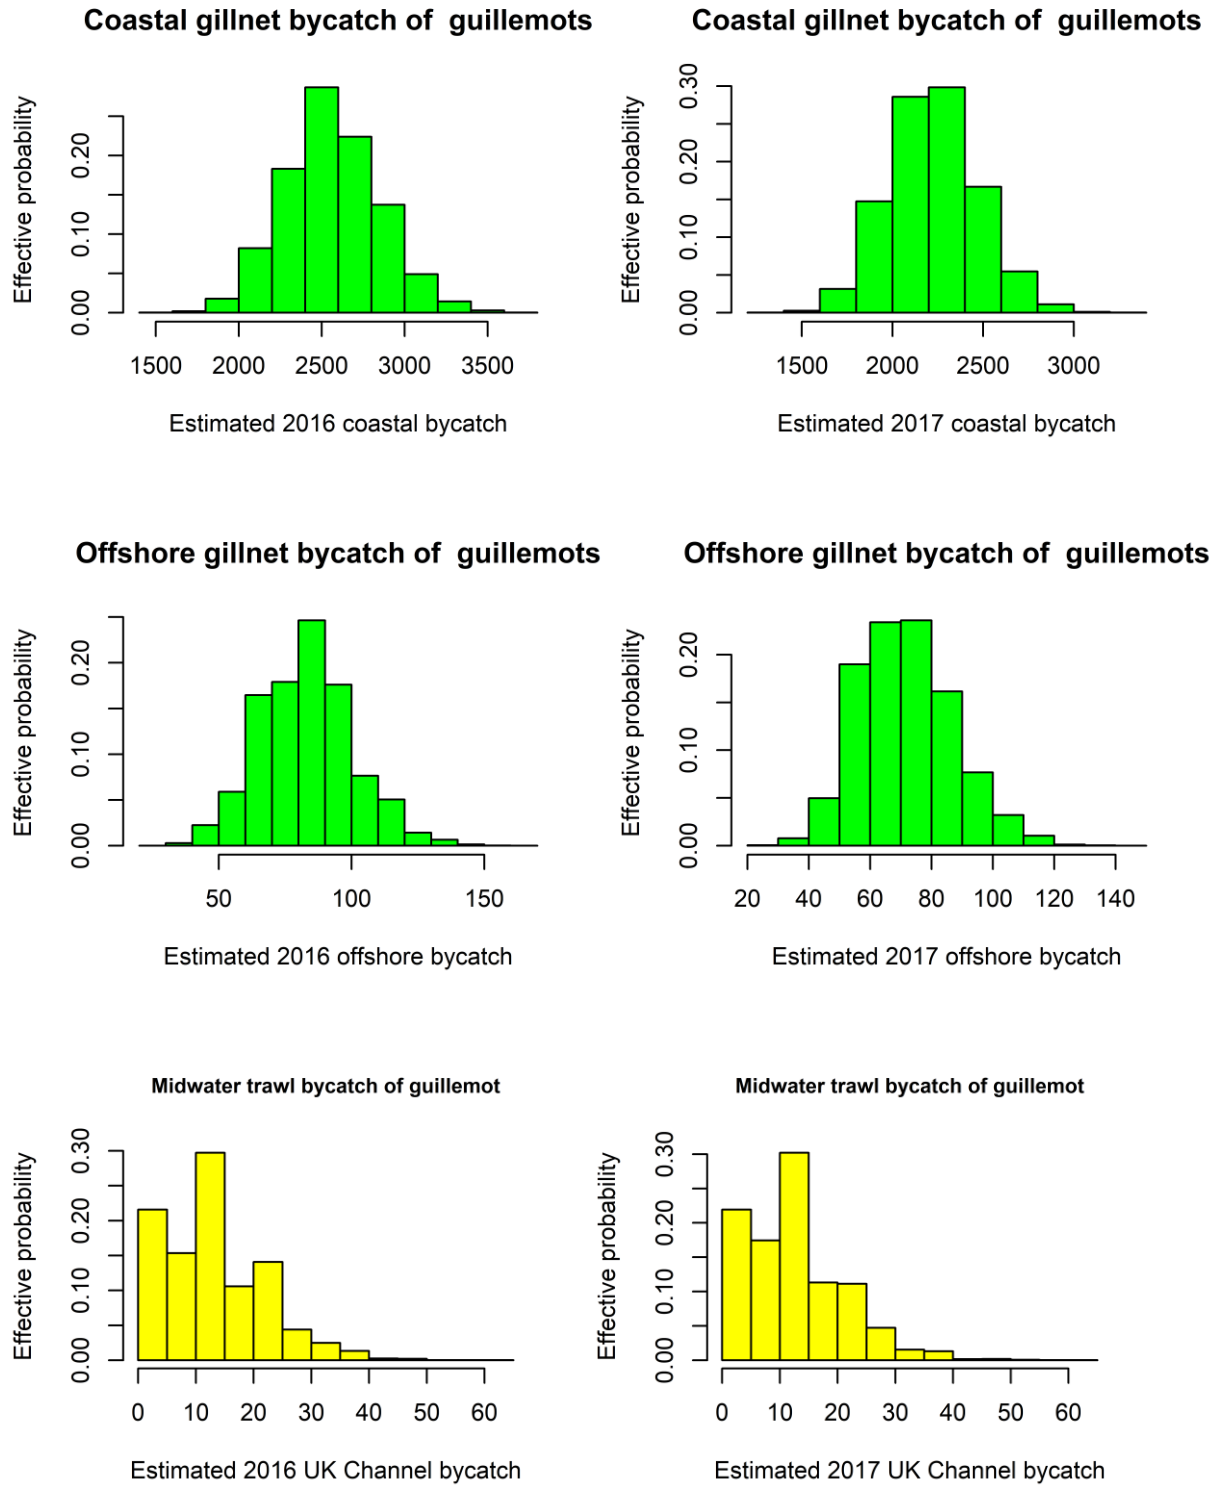 Coastal gillnet bycatch of  guillemots
Effective probability
0.00 0.10 0.20
1500 2000 2500 3000 3500
Estimated 2016 coastal bycatch
Coastal gillnet bycatch of  guillemots
Effective probability
0.00 0.10 0.20 0.30
1500 2000 2500 3000
Estimated 2017 coastal bycatch
Offshore gillnet bycatch of  guillemots
Effective probability
0.00 0.10 0.20
50 100 150
Estimated 2016 offshore bycatch
Offshore gillnet bycatch of  guillemots
Effective probability
0.00 0.10 0.20
20 40 60 80 100 120 140
Estimated 2017 offshore bycatch
Midwater trawl bycatch of guillemot
Effective probability
0.00 0.10 0.20 0.30
0 10 20 30 40 50 60
Estimated 2016 UK Channel bycatch
Midwater trawl bycatch of guillemot
Effective probability
0.00 0.10 0.20 0.30
0 10 20 30 40 50 60
Estimated 2017 UK Channel bycatch